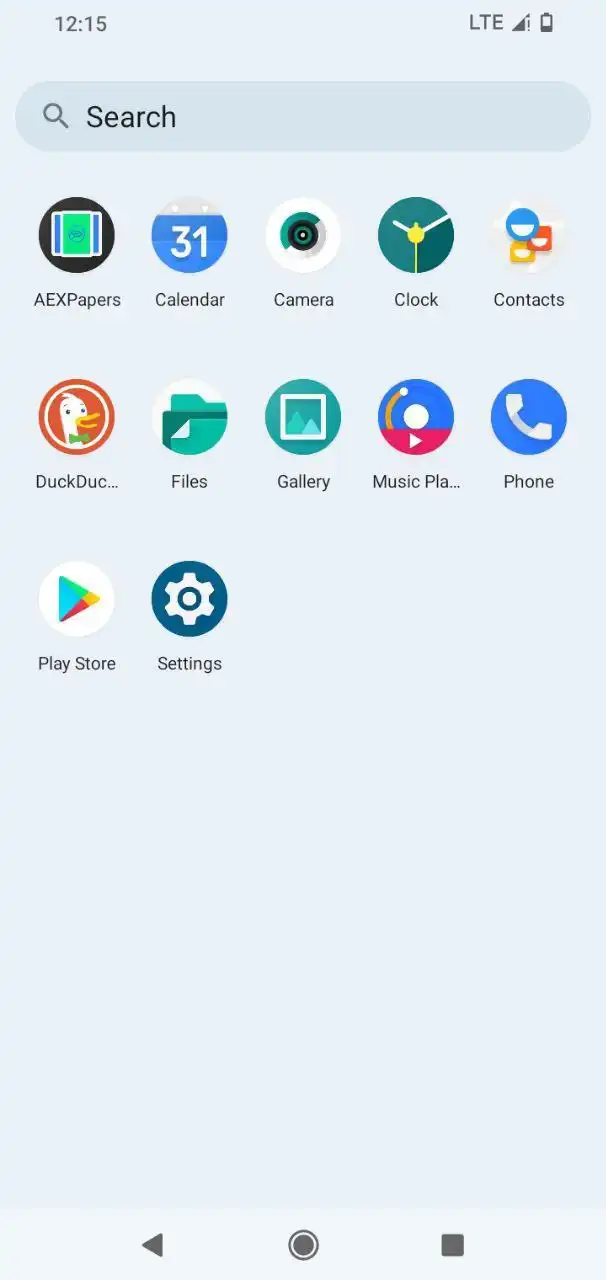 12:15 LTE
Search
AEXPapers Calendar Camera Clock Contacts
31
DuckDuc... Files Gallery Music Pla... Phone
Play Store Settings